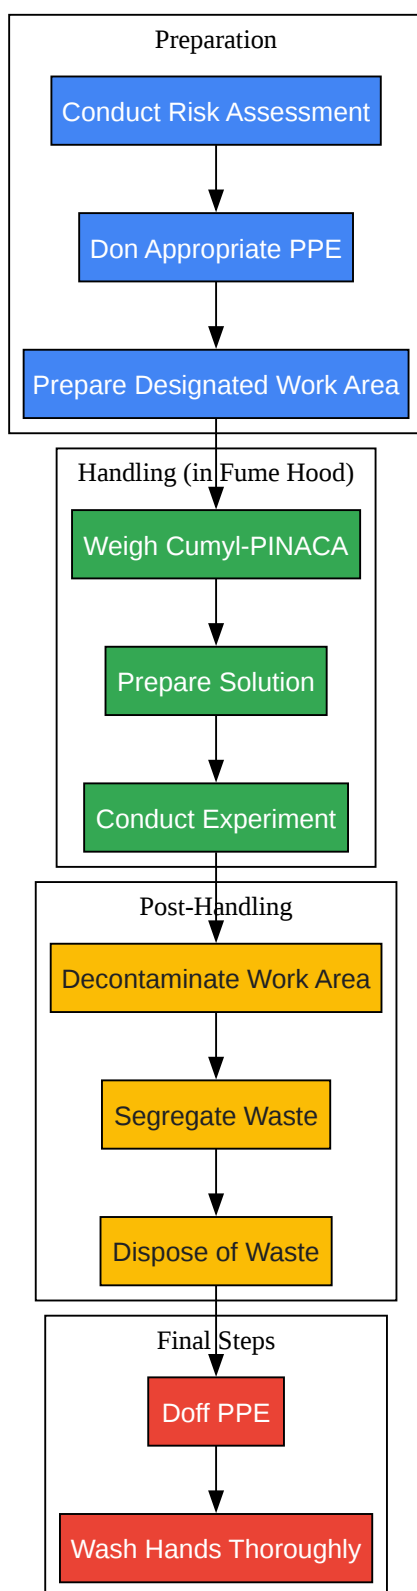 Preparation
Conduct Risk Assessment
Don Appropriate PPE
Prepare Designated Work Area
Handling (in Fume Hood)
Weigh Cumyl-PINACA
Prepare Solution
Conduct Experiment
Post-Handling
Decontaminate Work Area
Segregate Waste
Dispose of Waste
Final Steps
Doff PPE
Wash Hands Thoroughly